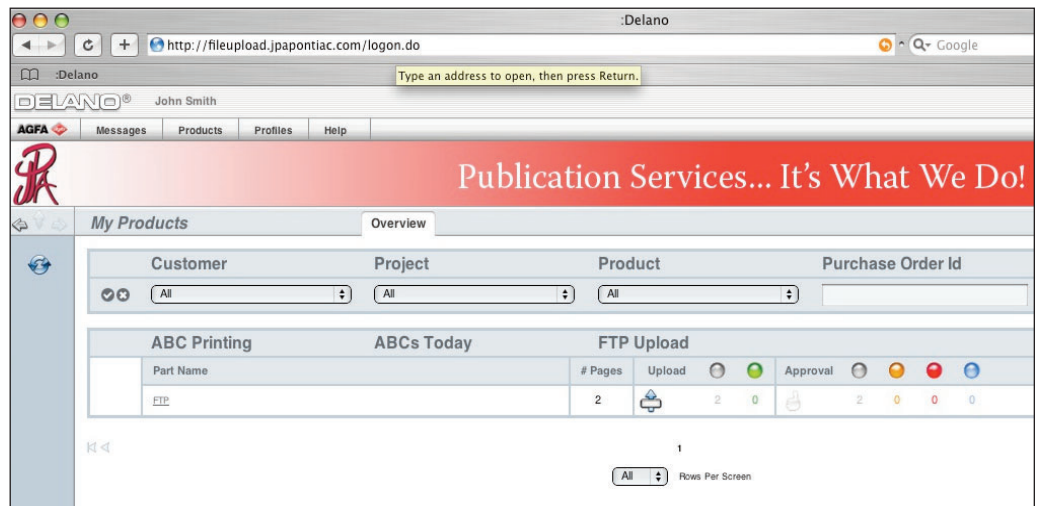 :Delano
http://fileupload.jpapontiac.com/logon.do
Google
:Delano
Type an address to open, then press Return.
DELANO® John Smith
AGFA Messages Products Profiles Help
JPA
Publication Services... It's What We Do!
My Products Overview
Customer Project Product Purchase Order Id
All All All
ABC Printing ABCs Today FTP Upload
Part Name # Pages Upload Approval
FTP 2 2 0 2 0 0 0
1
All Rows Per Screen